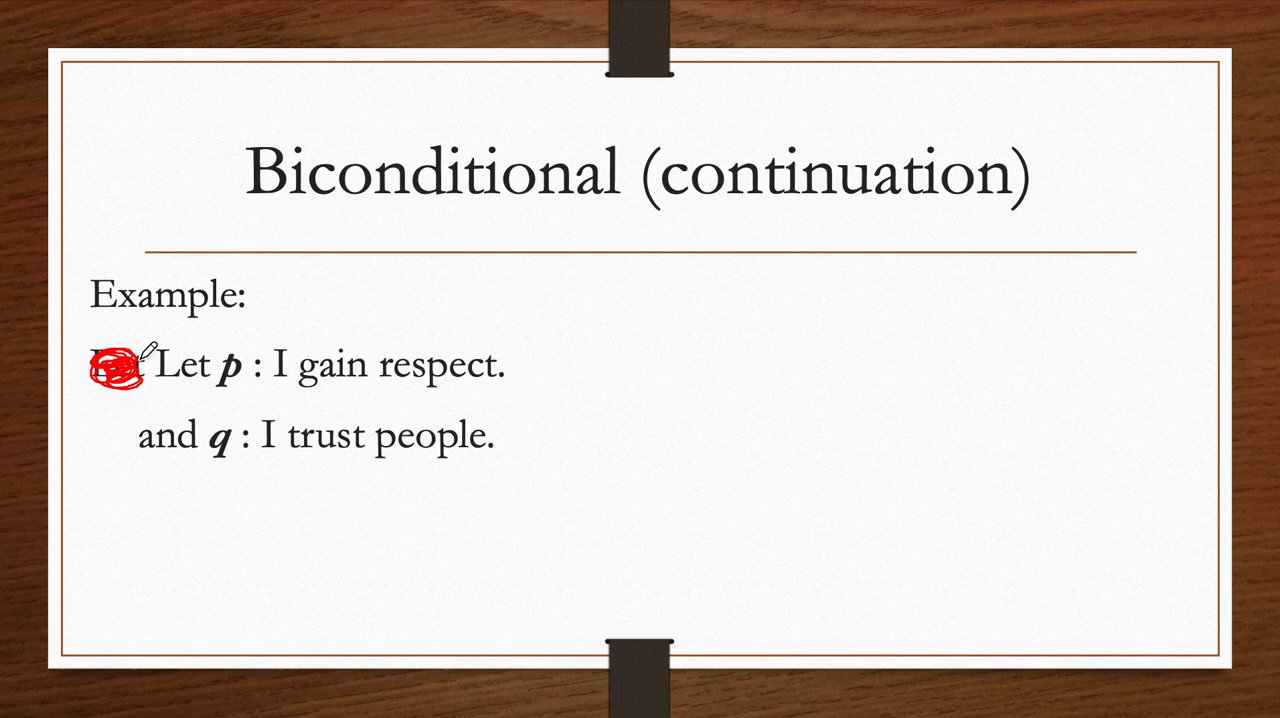 Biconditional (continuation)
Example:
Let p : I gain respect.
and q : I trust people.